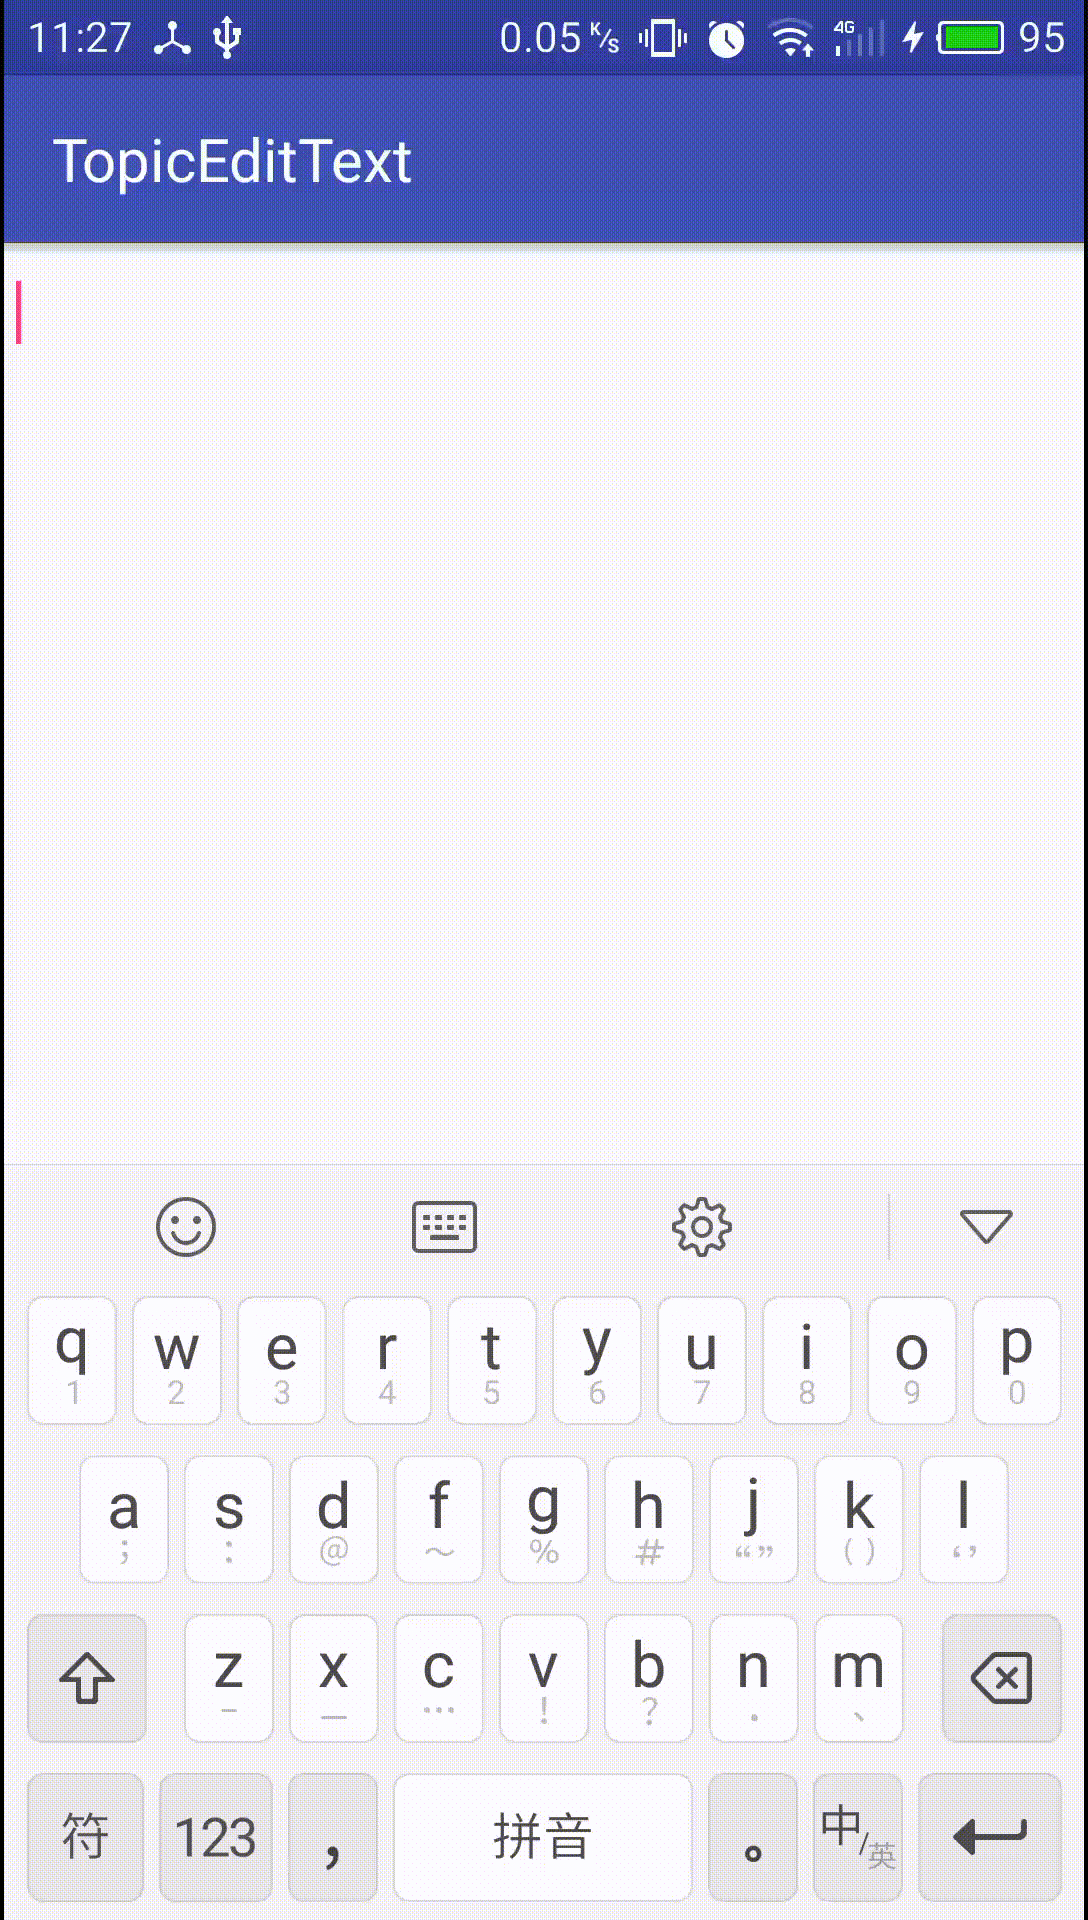 11:27 0.05 K/s 4G 95
TopicEditText
q w e r t y u i o p
1 2 3 4 5 6 7 8 9 0
a s d f g h j k l
; : @ ～ % # “” ( ) ‘’
z x c v b n m
– — … ! ? . 、
符 123 ， 拼音 。 中/英